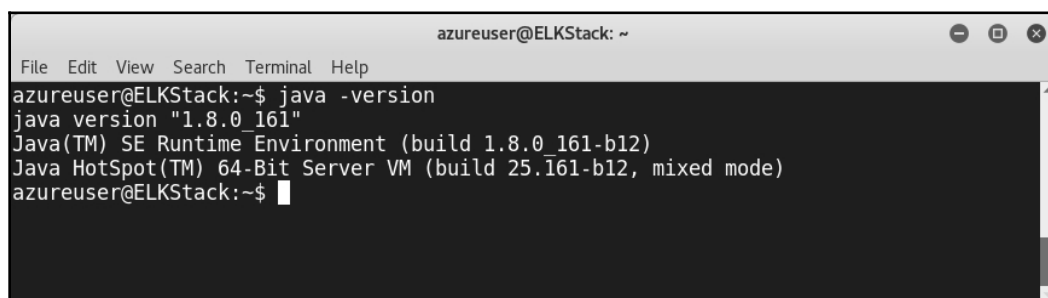 azureuser@ELKStack: ~
File Edit View Search Terminal Help
azureuser@ELKStack:~$ java -version
java version "1.8.0_161"
Java(TM) SE Runtime Environment (build 1.8.0_161-b12)
Java HotSpot(TM) 64-Bit Server VM (build 25.161-b12, mixed mode)
azureuser@ELKStack:~$